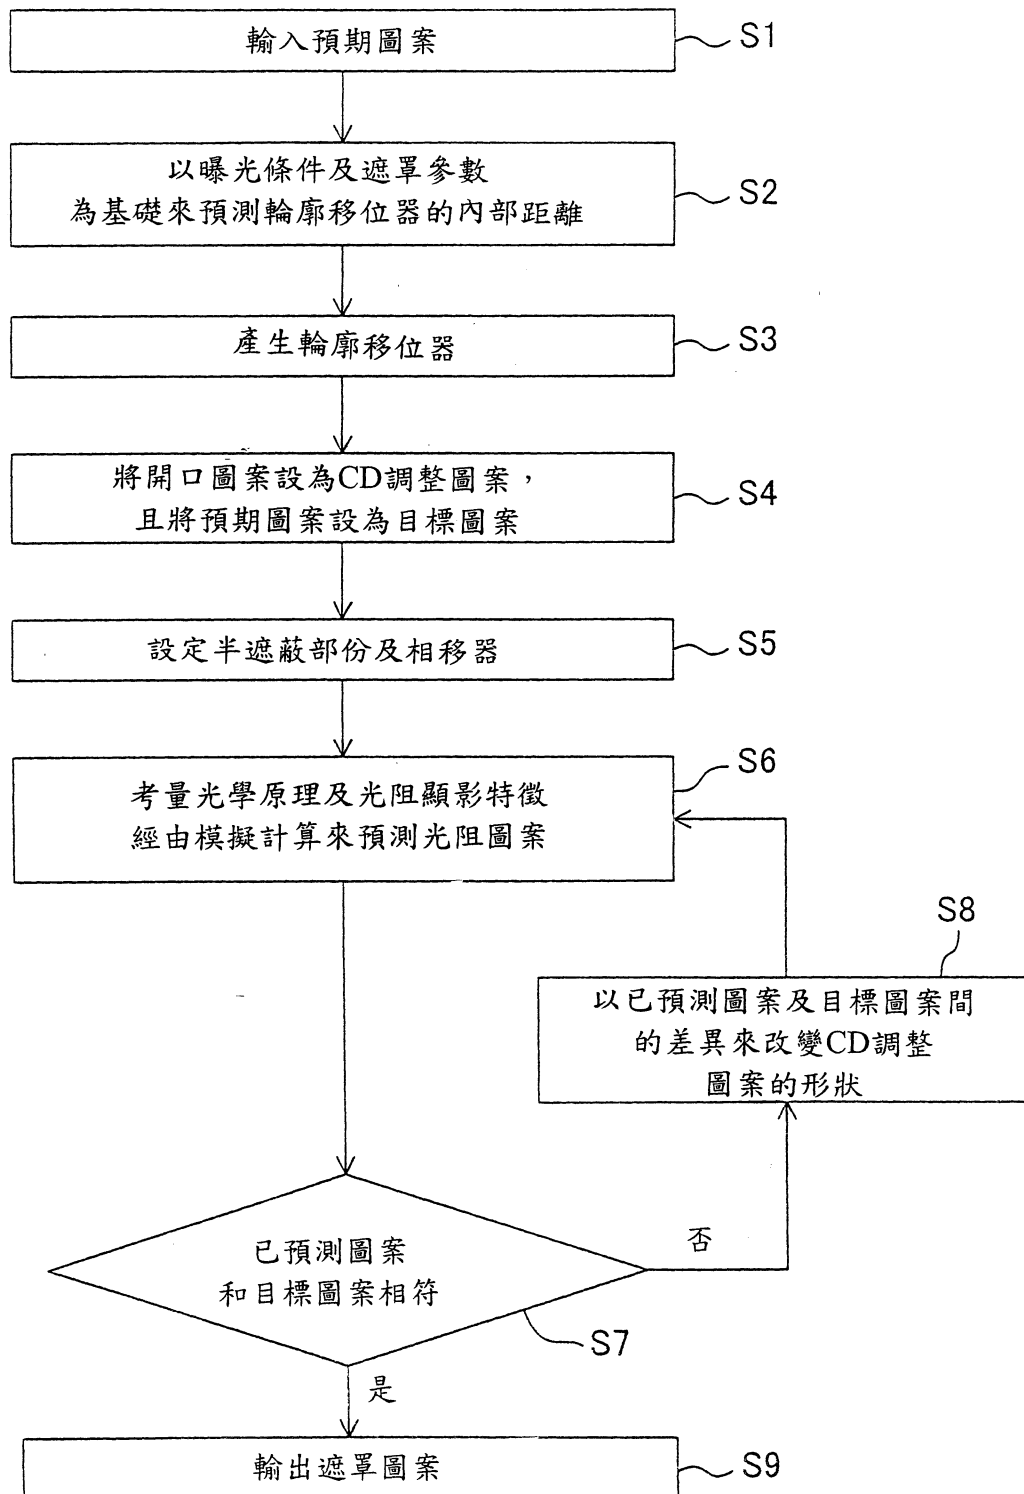 輸入預期圖案
S1
以曝光條件及遮罩參數
為基礎來預測輪廓移位器的內部距離
S2
產生輪廓移位器
S3
將開口圖案設為CD調整圖案，
且將預期圖案設為目標圖案
S4
設定半遮蔽部份及相移器
S5
考量光學原理及光阻顯影特徵
經由模擬計算來預測光阻圖案
S6
S8
以已預測圖案及目標圖案間
的差異來改變CD調整
圖案的形狀
已預測圖案
和目標圖案相符
否
S7
是
輸出遮罩圖案
S9